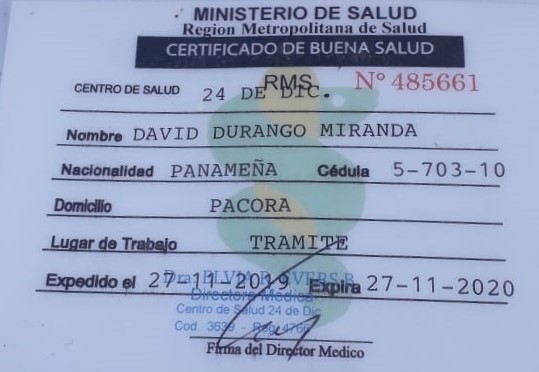 MINISTERIO DE SALUD
Region Metropolitana de Salud
CERTIFICADO DE BUENA SALUD
RMS
CENTRO DE SALUD 24 DE DIC. Nº 485661
Nombre DAVID DURANGO MIRANDA
Nacionalidad PANAMEÑA Cédula 5-703-10
Domicilio PACORA
Lugar de Trabajo TRAMITE
Expedido el 27-11-2019 Expira 27-11-2020
Dra. ELVIA R.
Directora Medica
Centro de Salud 24 de Dic
Cod. 3639 - Reg. 4766
Firma del Director Medico